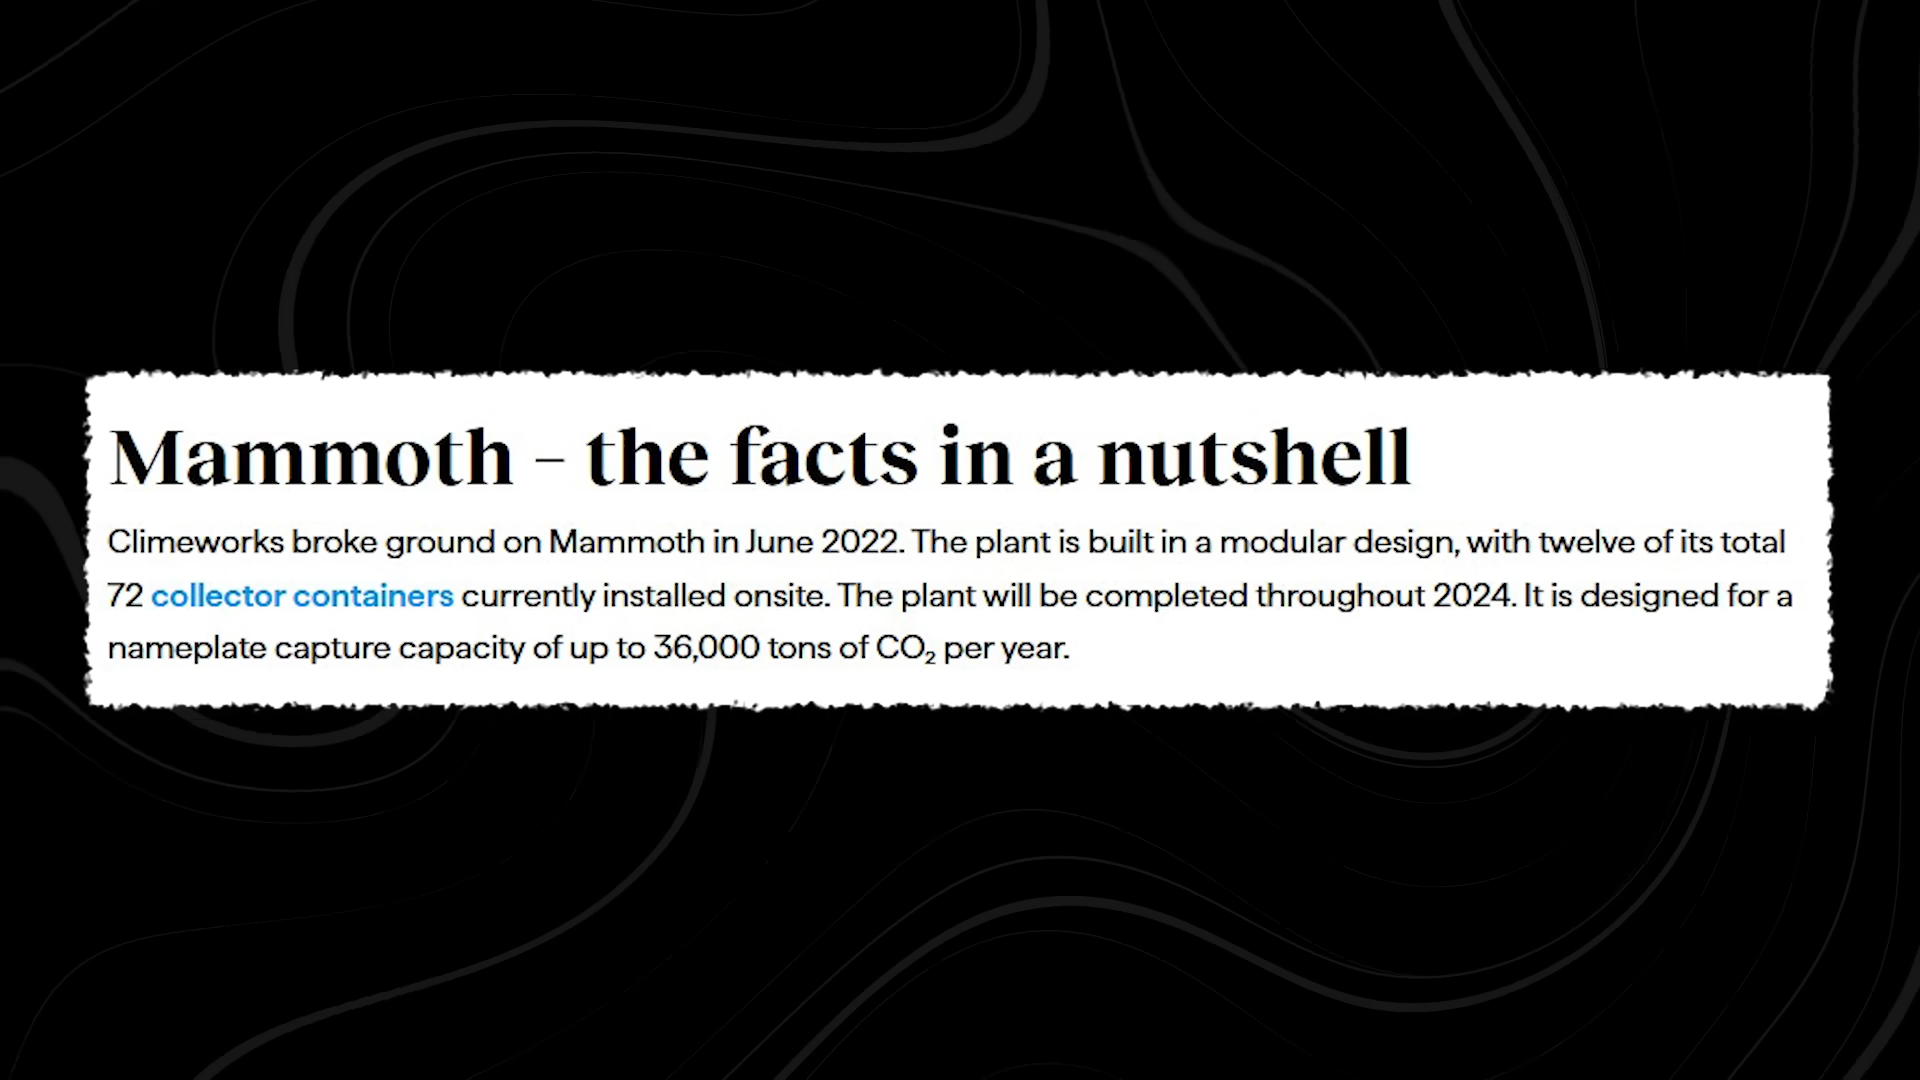 Mammoth – the facts in a nutshell
Climeworks broke ground on Mammoth in June 2022. The plant is built in a modular design, with twelve of its total
72 collector containers currently installed onsite. The plant will be completed throughout 2024. It is designed for a
nameplate capture capacity of up to 36,000 tons of CO₂ per year.